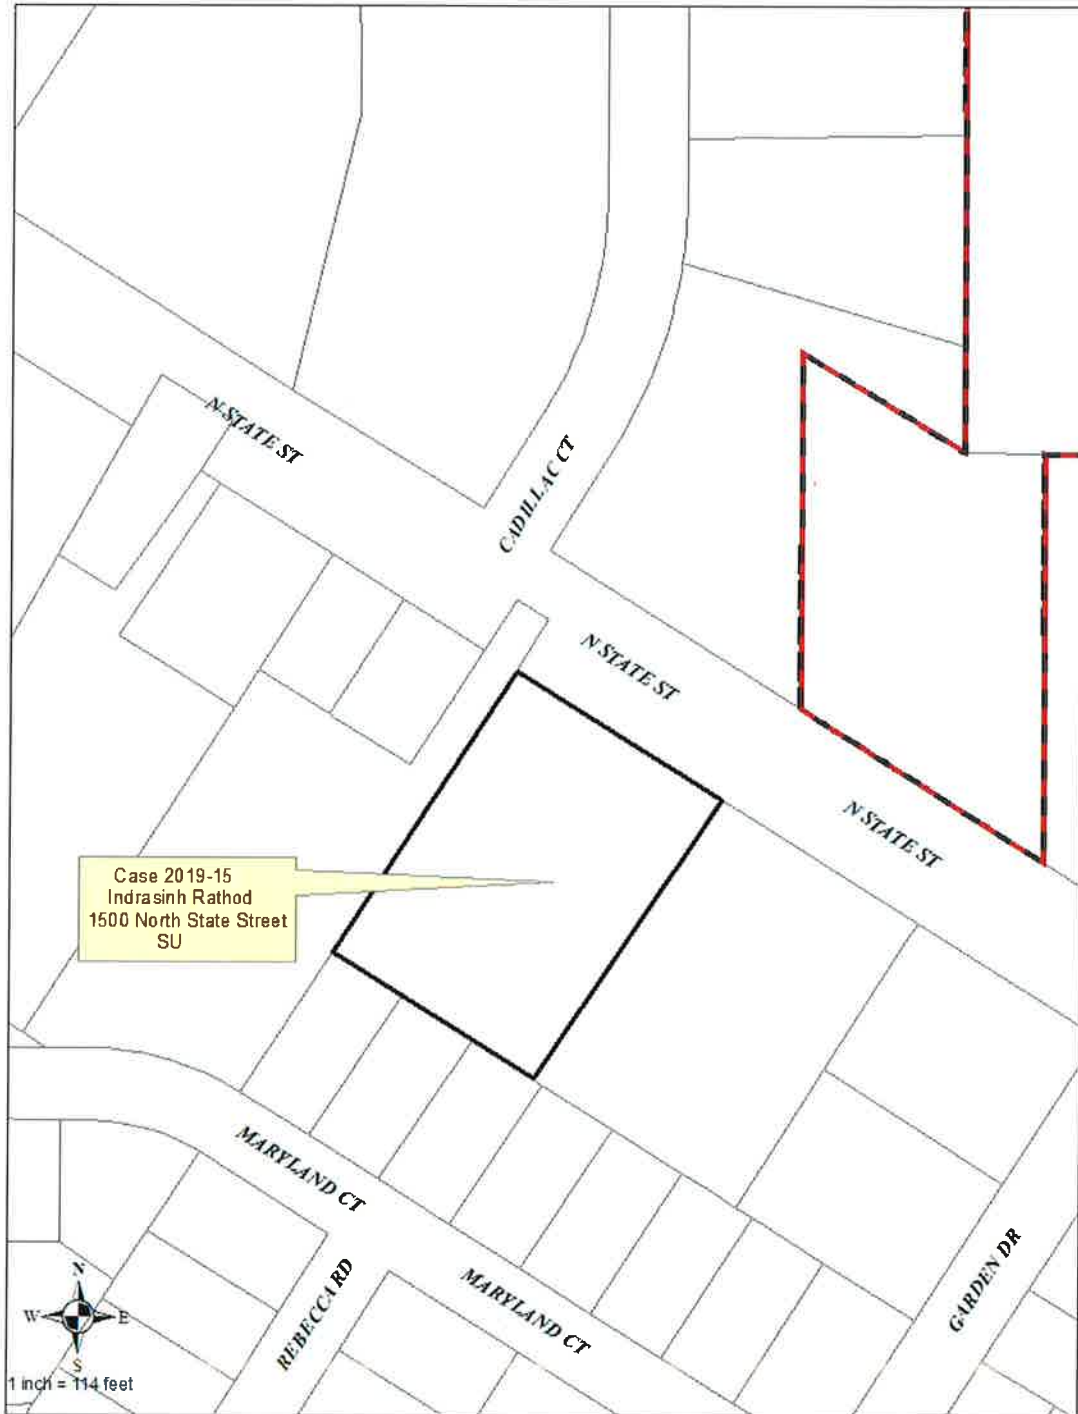 N STATE ST
CADILLAC CT
N STATE ST
N STATE ST
Case 2019-15
Indrasinh Rathod
1500 North State Street
SU
MARYLAND CT
REBECCA RD
MARYLAND CT
GARDEN DR
N
W E
S
1 inch = 114 feet